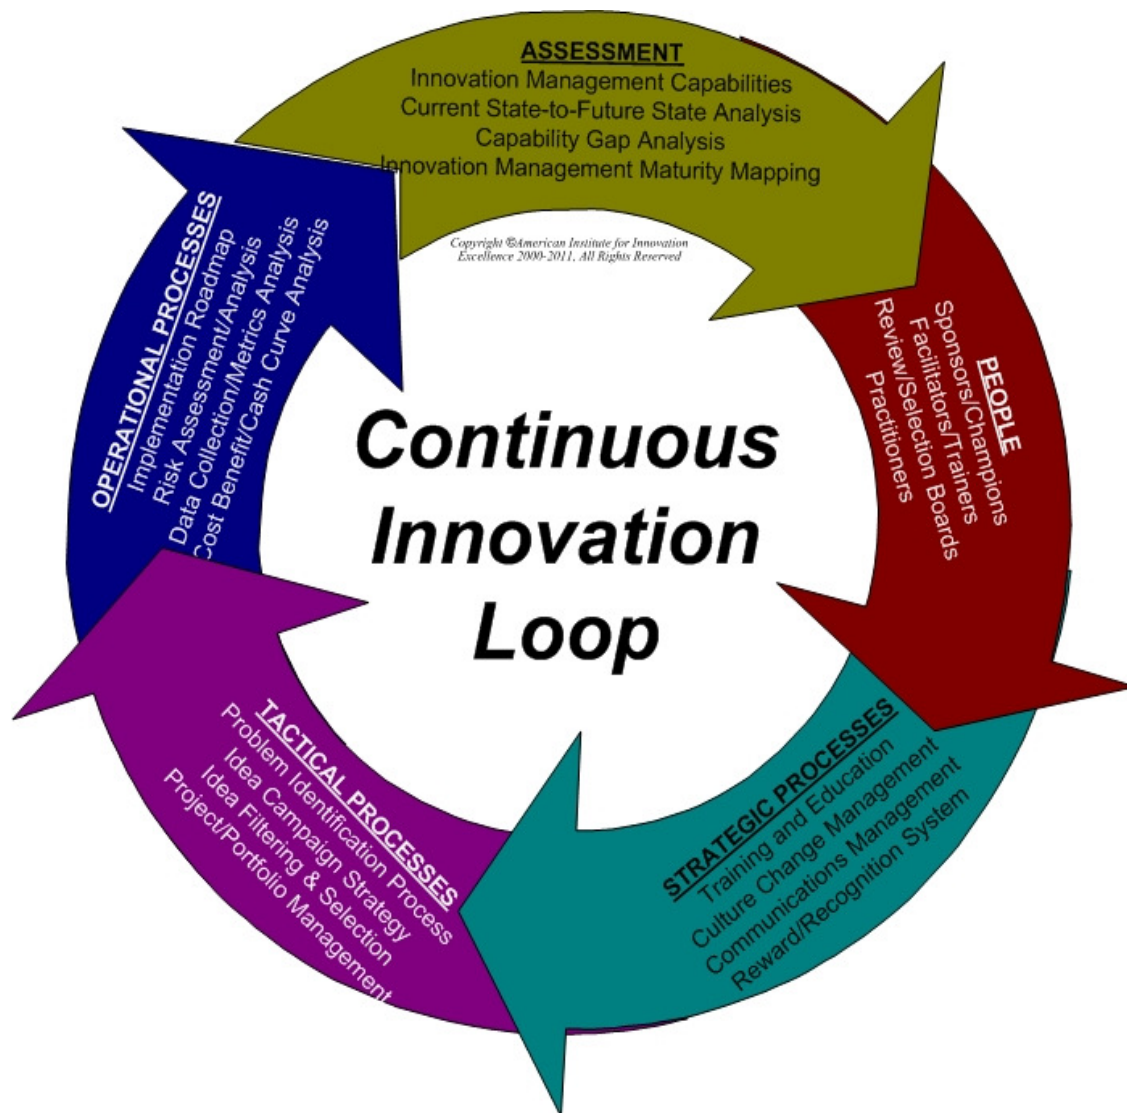 ASSESSMENT
Innovation Management Capabilities
Current State-to-Future State Analysis
Capability Gap Analysis
Innovation Management Maturity Mapping
Copyright ©American Institute for Innovation
Excellence 2000-2011, All Rights Reserved
PEOPLE
Sponsors/Champions
Facilitators/Trainers
Review/Selection Boards
Practitioners
STRATEGIC PROCESSES
Training and Education
Culture Change Management
Communications Management
Reward/Recognition System
TACTICAL PROCESSES
Problem Identification Process
Idea Campaign Strategy
Idea Filtering & Selection
Project/Portfolio Management
OPERATIONAL PROCESSES
Implementation Roadmap
Risk Assessment/Analysis
Data Collection/Metrics Analysis
Cost Benefit/Cash Curve Analysis
Continuous
Innovation
Loop